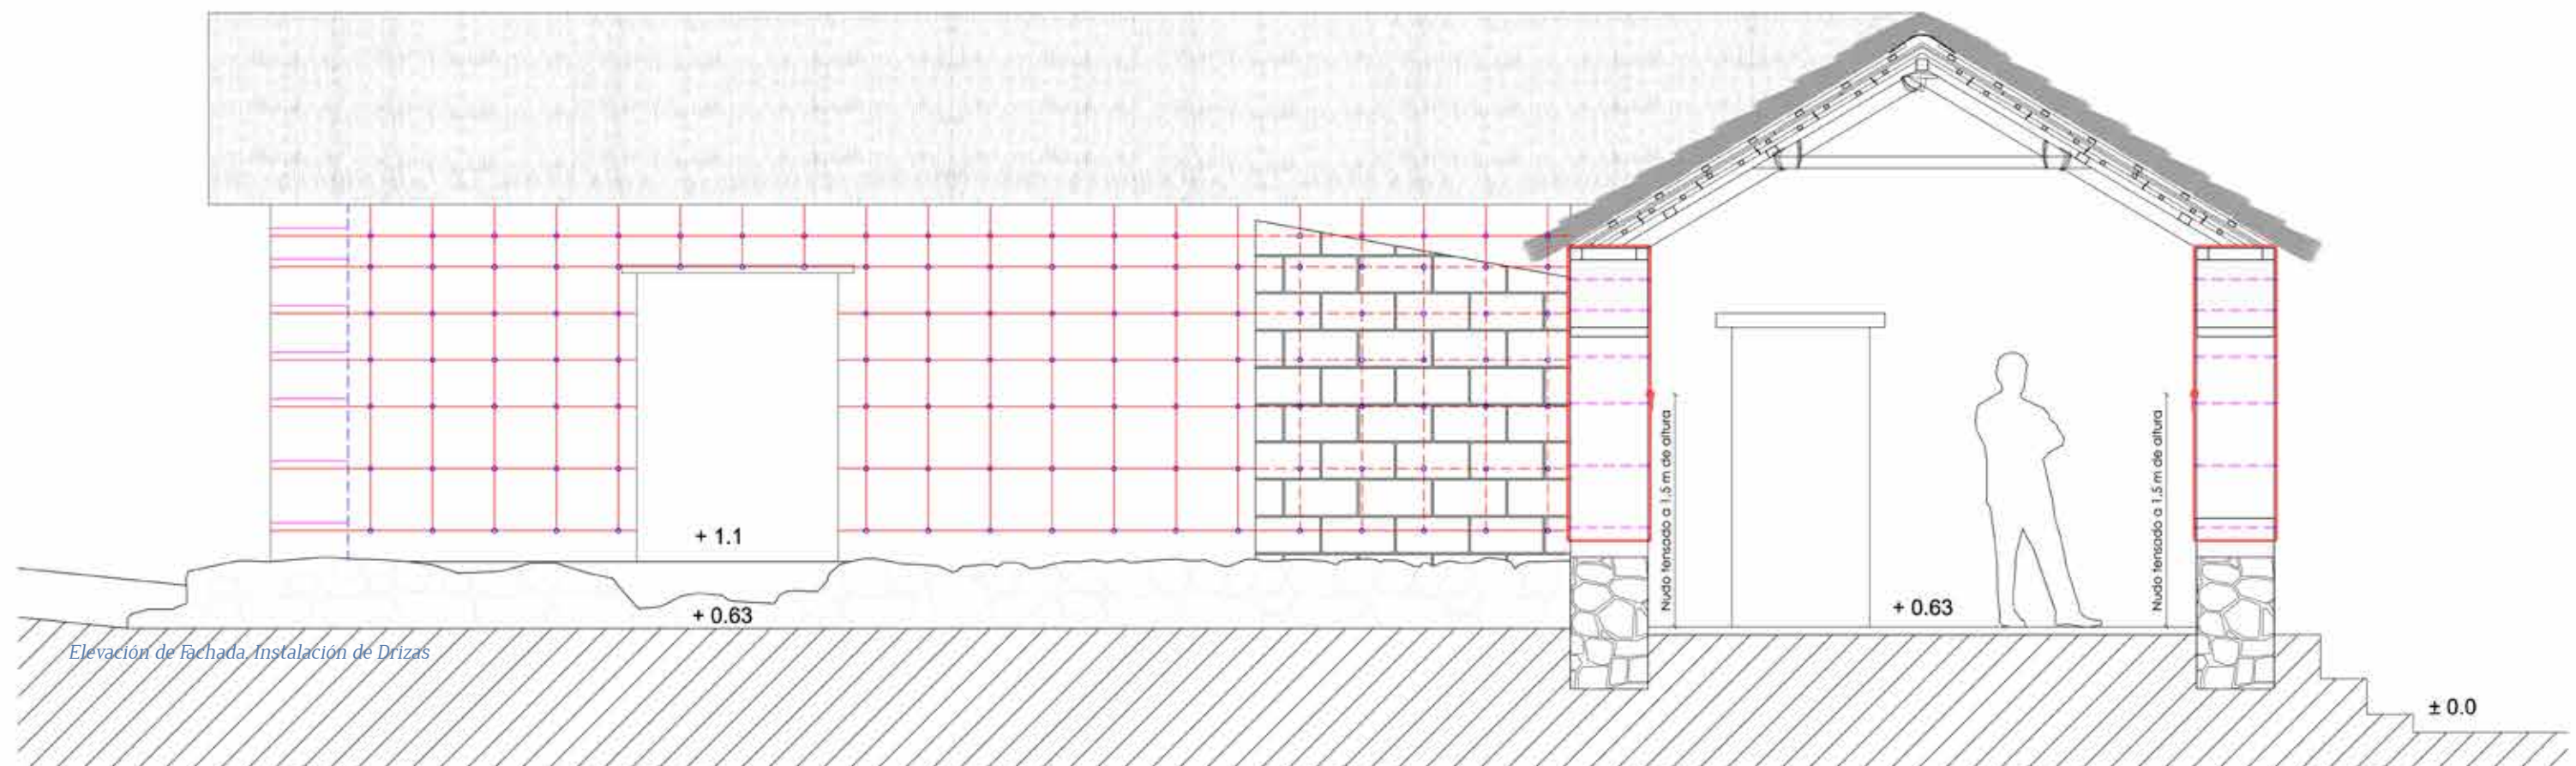 + 1.1
+ 0.63
Elevación de Fachada. Instalación de Drizas
Nudo tensado a 1.5 m de altura
+ 0.63
Nudo tensado a 1.5 m de altura
± 0.0